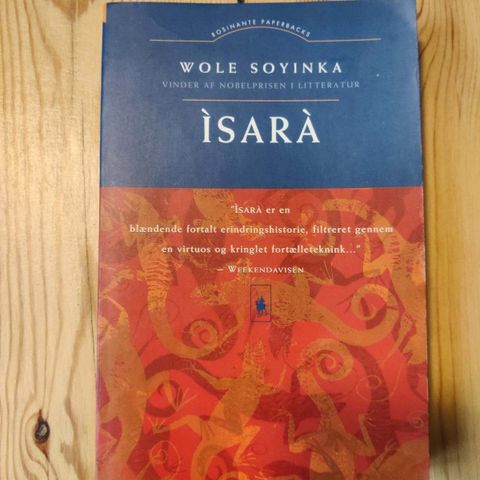 ROSINANTE PAPERBACKS
WOLE SOYINKA
VINDER AF NOBELPRISEN I LITTERATUR
ÌSARÀ
"ÌSARÀ er en
blændende fortalt erindringshistorie, filtreret gennem
en virtuos og kringlet fortælleteknink..."
– WEEKENDAVISEN